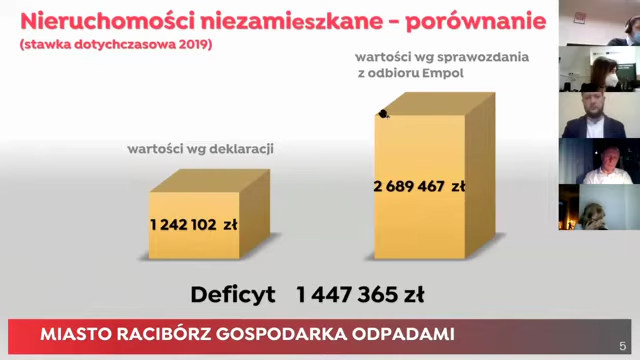 Nieruchomości niezamieszkane – porównanie
(stawka dotychczasowa 2019)
wartości wg sprawozdania
z odbioru Empol
wartości wg deklaracji
2 689 467 zł
1 242 102 zł
Deficyt 1 447 365 zł
MIASTO RACIBÓRZ GOSPODARKA ODPADAMI
5